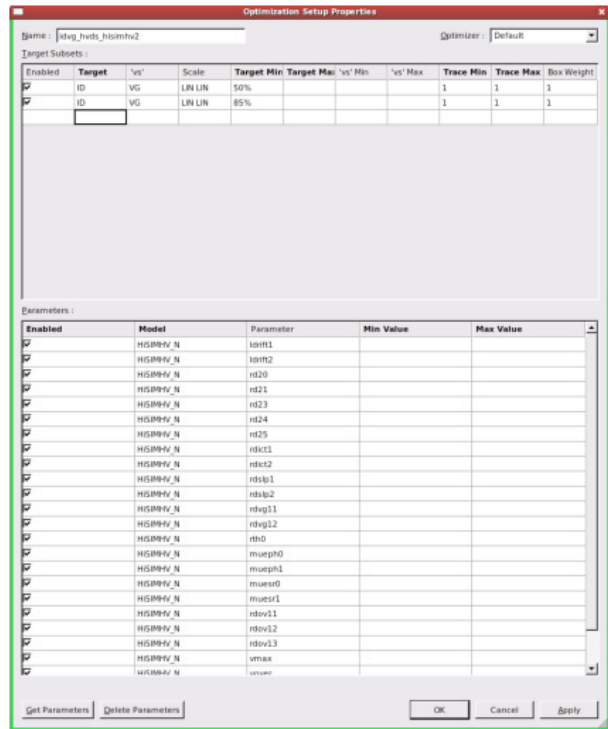 Optimization Setup Properties
Name : idvg_hvds_hisimhv2 Optimizer : Default
Target Subsets :
Enabled Target 'vs' Scale Target Min Target Max 'vs' Min 'vs' Max Trace Min Trace Max Box Weight
ID VG LIN LIN 50% 1 1 1
ID VG LIN LIN 85% 1 1 1
Parameters :
Enabled Model Parameter Min Value Max Value
HiSIMHV_N ldrift1
HiSIMHV_N ldrift2
HiSIMHV_N rd20
HiSIMHV_N rd21
HiSIMHV_N rd23
HiSIMHV_N rd24
HiSIMHV_N rd25
HiSIMHV_N rdict1
HiSIMHV_N rdict2
HiSIMHV_N rdslp1
HiSIMHV_N rdslp2
HiSIMHV_N rdvg11
HiSIMHV_N rdvg12
HiSIMHV_N rth0
HiSIMHV_N mueph0
HiSIMHV_N mueph1
HiSIMHV_N muesr0
HiSIMHV_N muesr1
HiSIMHV_N rdov11
HiSIMHV_N rdov12
HiSIMHV_N rdov13
HiSIMHV_N vmax
HiSIMHV_N vover
Get Parameters Delete Parameters OK Cancel Apply